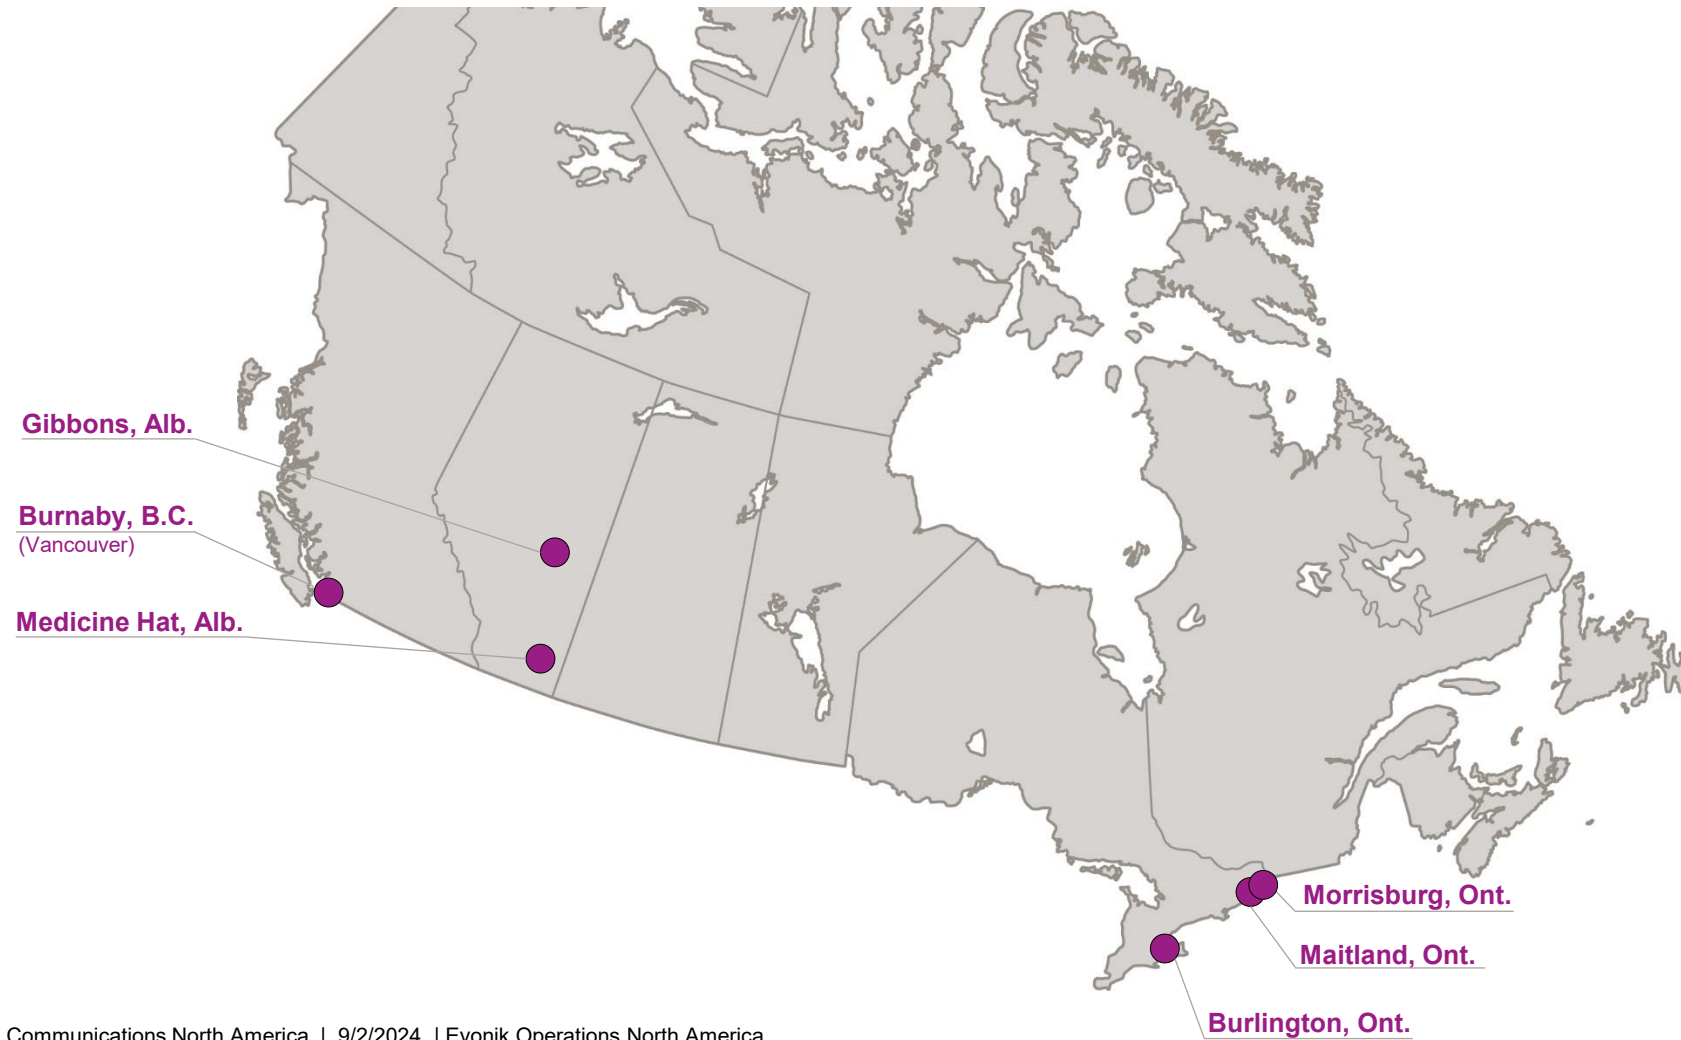 Gibbons, Alb.
Burnaby, B.C.
(Vancouver)
Medicine Hat, Alb.
Morrisburg, Ont.
Maitland, Ont.
Burlington, Ont.
Communications North America | 9/2/2024 | Evonik Operations North America